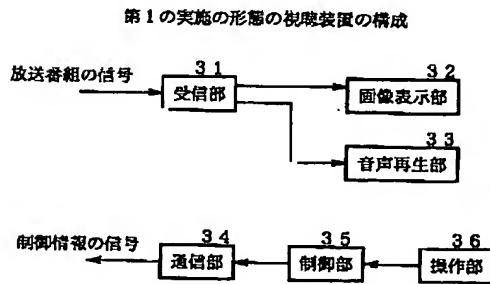 第1の実施の形態の視聴装置の構成
放送番組の信号
31
受信部
32
画像表示部
33
音声再生部
制御情報の信号
34
通信部
35
制御部
36
操作部